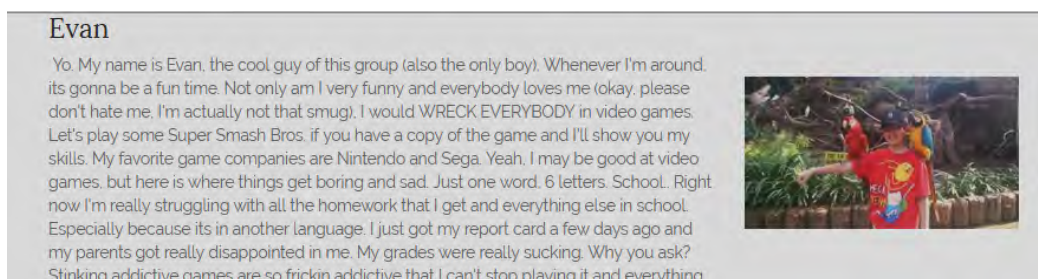 Evan
Yo. My name is Evan, the cool guy of this group (also the only boy). Whenever I'm around,
its gonna be a fun time. Not only am I very funny and everybody loves me (okay, please
don't hate me, I'm actually not that smug), I would WRECK EVERYBODY in video games.
Let's play some Super Smash Bros. if you have a copy of the game and I'll show you my
skills. My favorite game companies are Nintendo and Sega. Yeah, I may be good at video
games, but here is where things get boring and sad. Just one word. 6 letters. School.. Right
now I'm really struggling with all the homework that I get and everything else in school.
Especially because its in another language. I just got my report card a few days ago and
my parents got really disappointed in me. My grades were really sucking. Why you ask?
Stinking addictive games are so frickin addictive that I can't stop playing it and everything